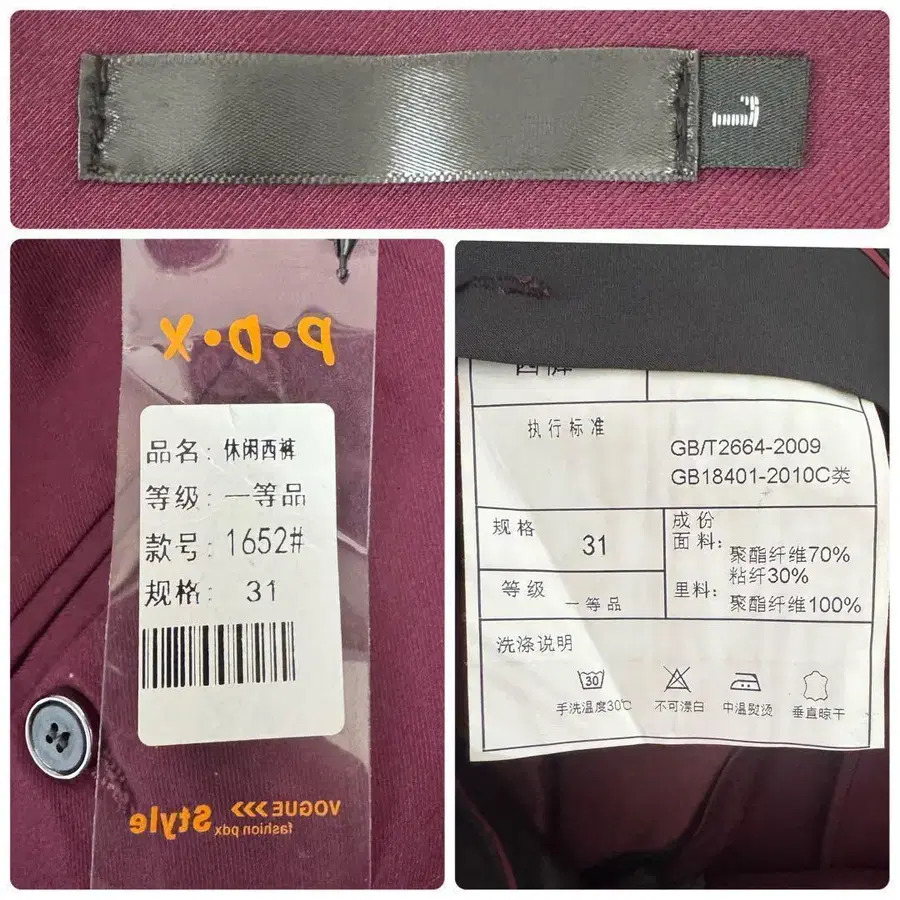 1
P·D·X
品名: 休闲西裤
等级: 一等品
款号: 1652#
规格: 31
VOGUE >>> Style
fashion pdx
西裤
执行标准
GB/T2664-2009
GB18401-2010C类
规格
31
等级
一等品
成份
面料:
聚酯纤维70%
粘纤30%
里料:
聚酯纤维100%
洗涤说明
30
手洗温度30℃
不可漂白
中温熨烫
垂直晾干